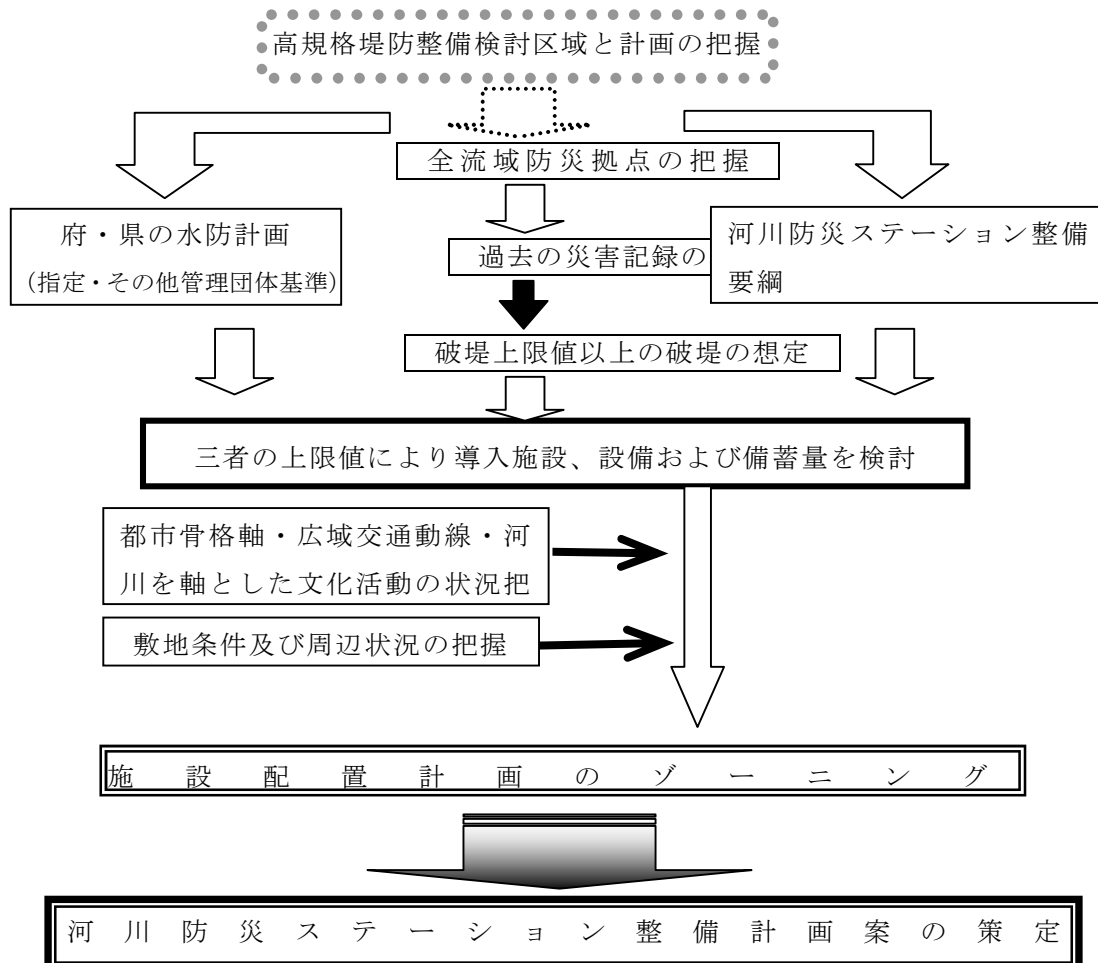 高規格堤防整備検討区域と計画の把握
全流域防災拠点の把握
府・県の水防計画
(指定・その他管理団体基準)
過去の災害記録の
河川防災ステーション整備
要綱
破堤上限値以上の破堤の想定
三者の上限値により導入施設、設備および備蓄量を検討
都市骨格軸・広域交通動線・河
川を軸とした文化活動の状況把
敷地条件及び周辺状況の把握
施設配置計画のゾーニング
河川防災ステーション整備計画案の策定